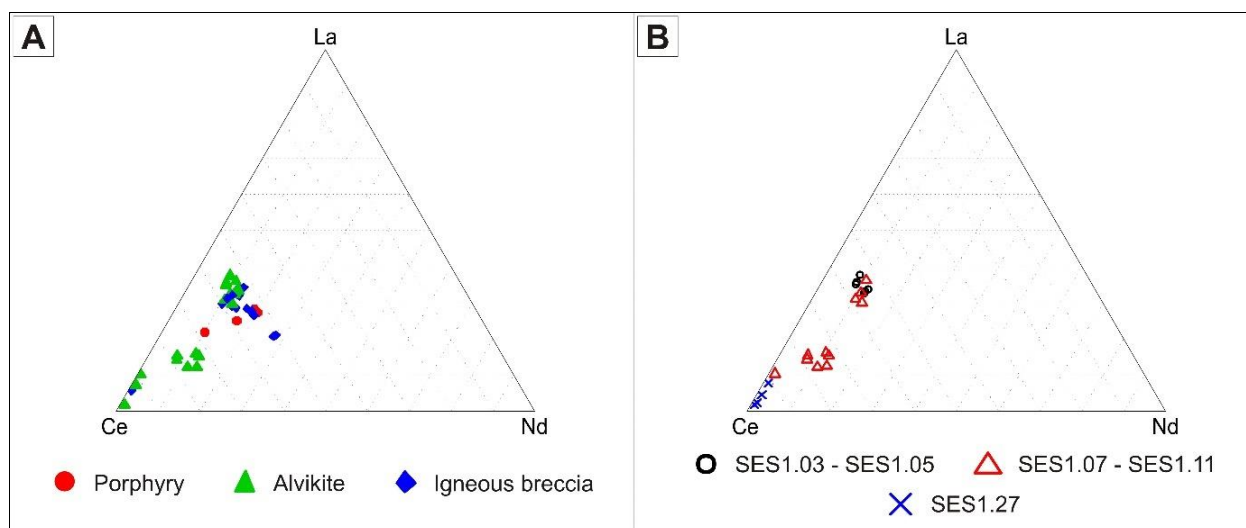 A
La
Ce
Nd
Porphyry Alvikite Igneous breccia
B
La
Ce
Nd
SES1.03 - SES1.05 SES1.07 - SES1.11
SES1.27